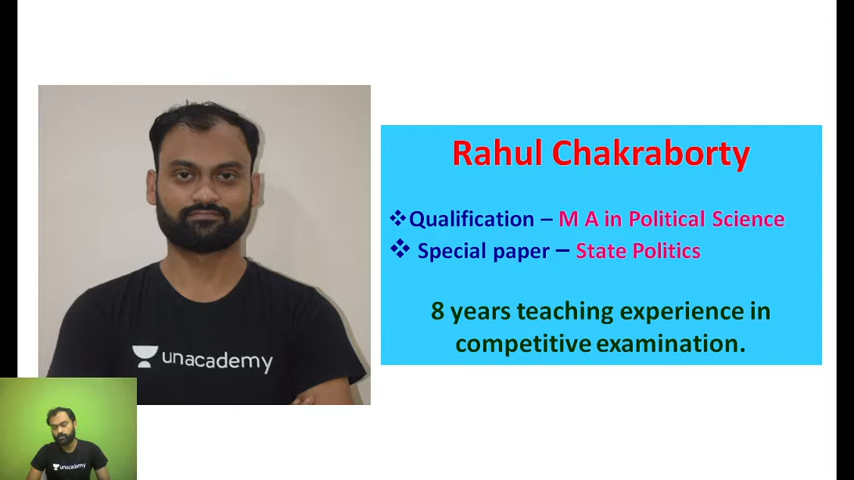 Rahul Chakraborty
❖Qualification – M A in Political Science
❖ Special paper – State Politics
8 years teaching experience in
competitive examination.
unacademy
unacademy